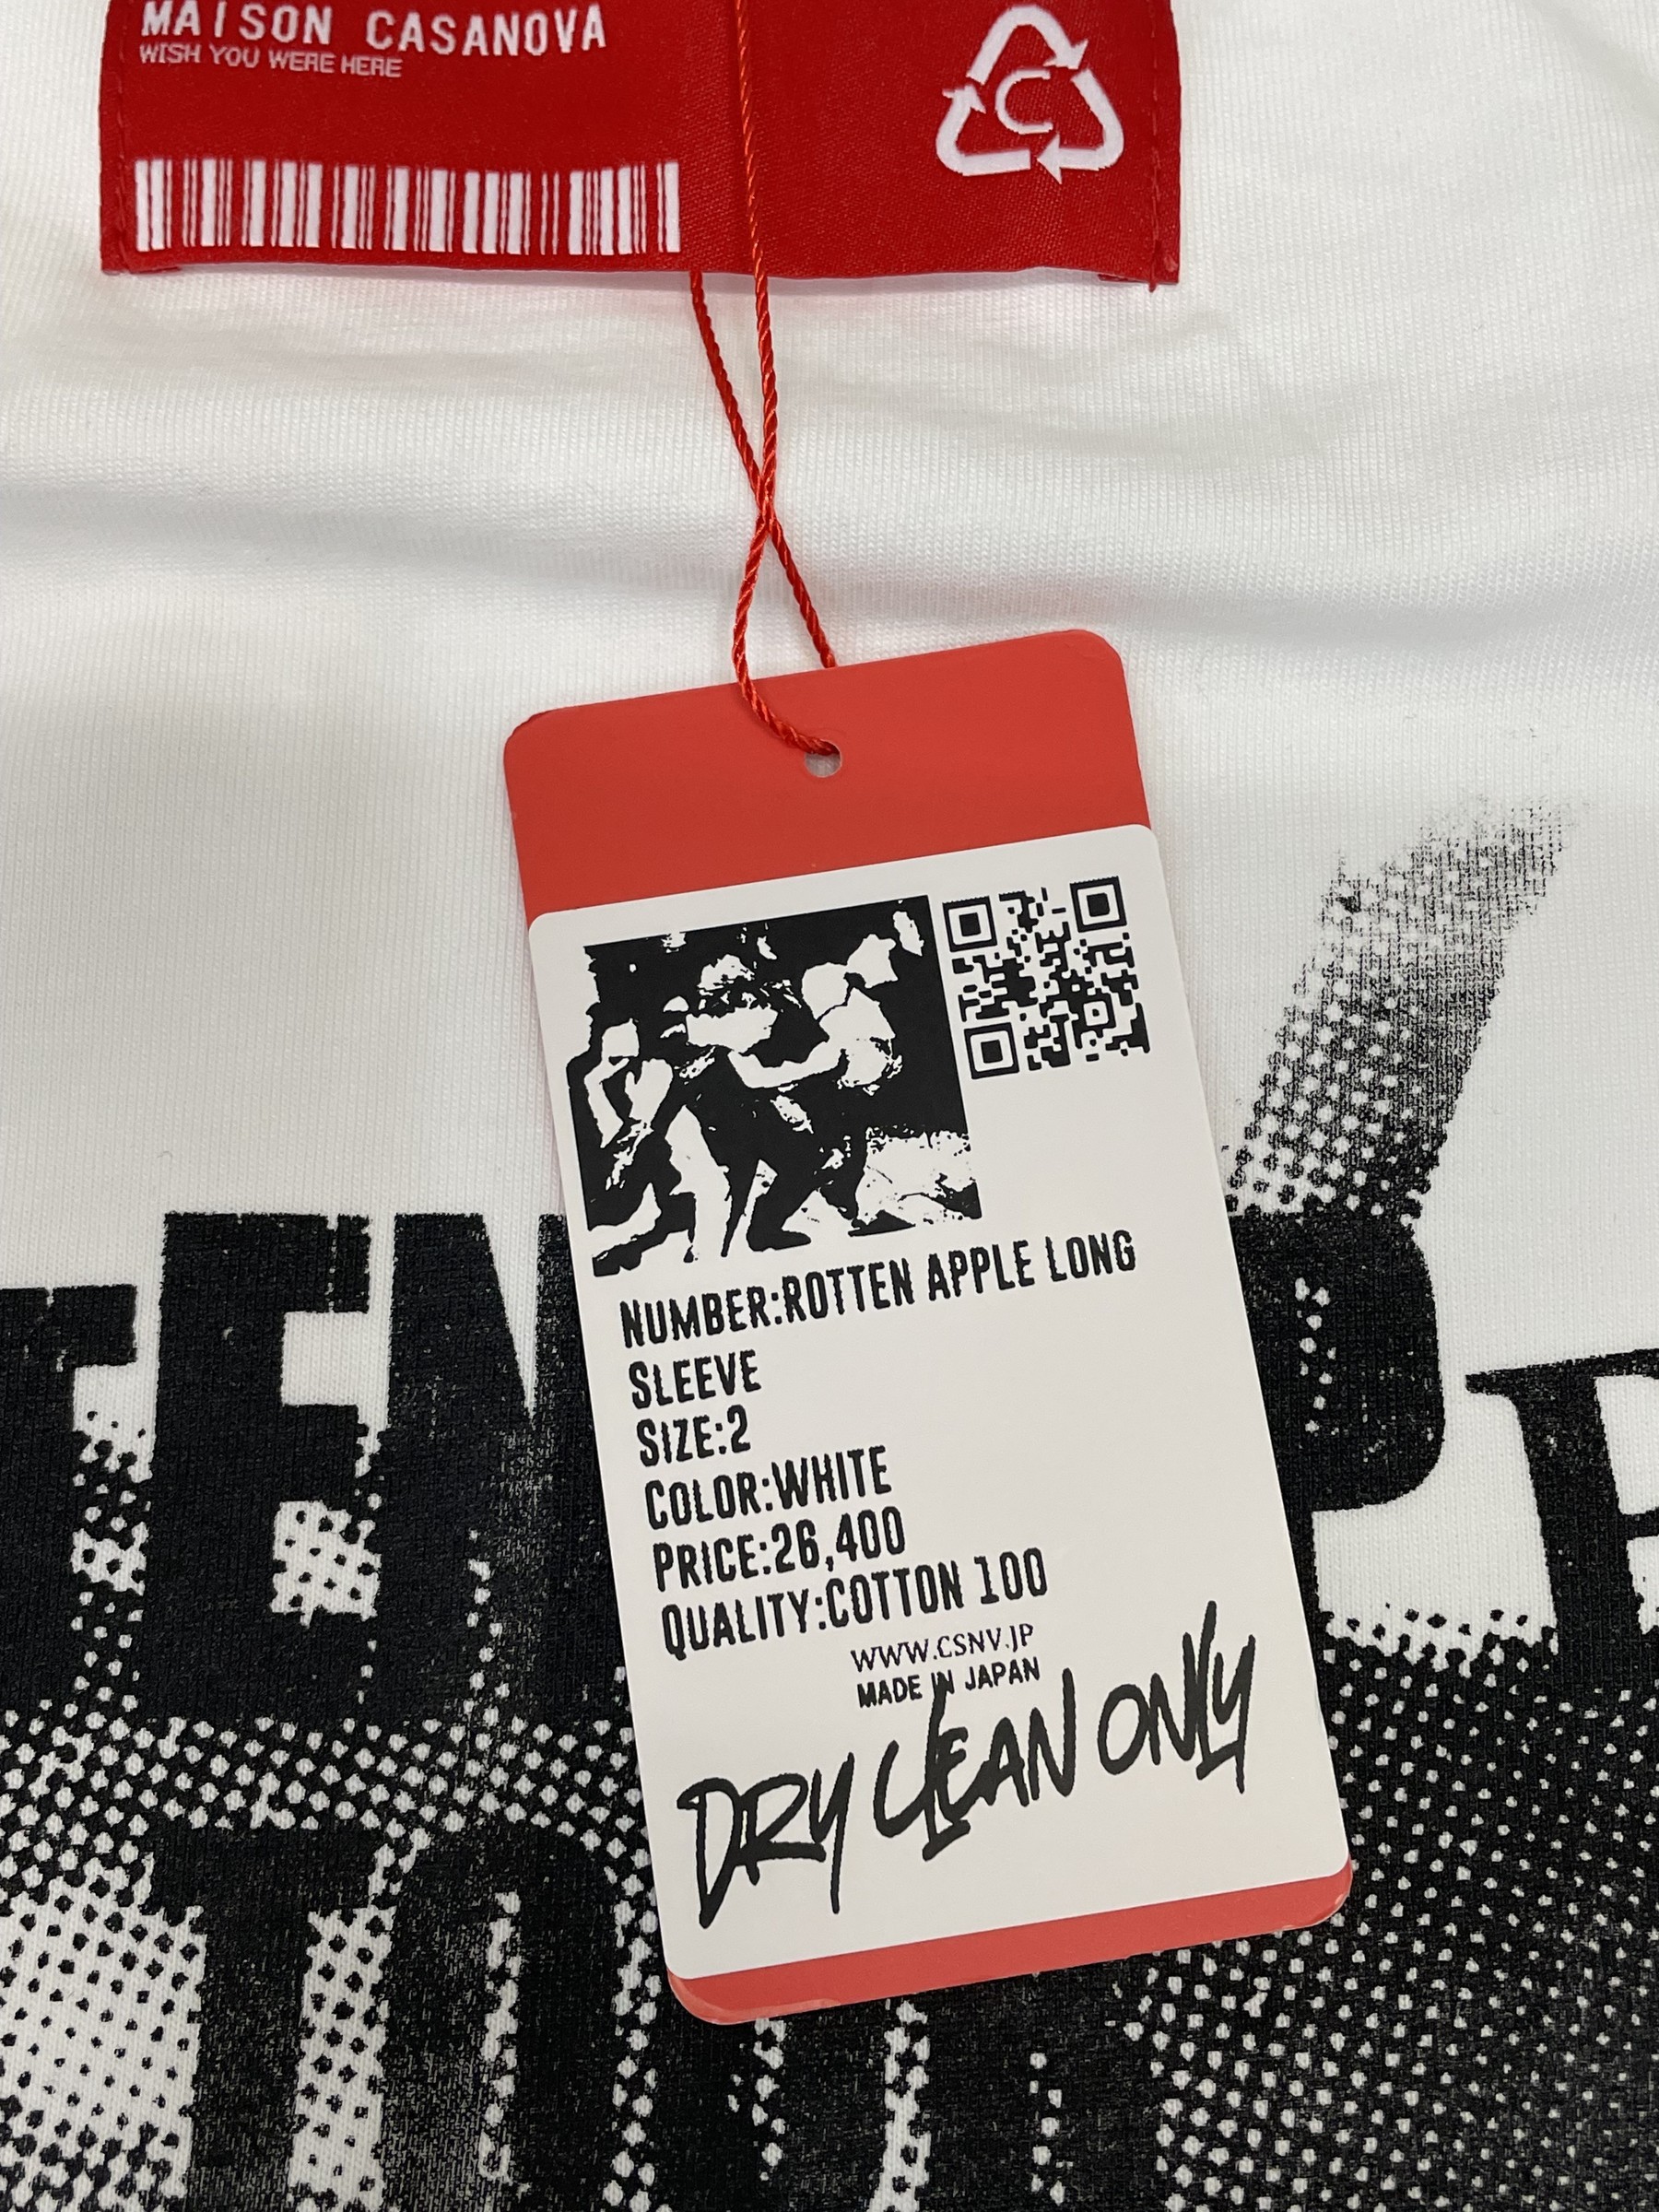 MAISON CASANOVA
WISH YOU WERE HERE
C
NUMBER:ROTTEN APPLE LONG
SLEEVE
SIZE:2
COLOR:WHITE
PRICE:26,400
QUALITY:COTTON 100
WWW.CSNV.JP
MADE IN JAPAN
DRY CLEAN ONLY